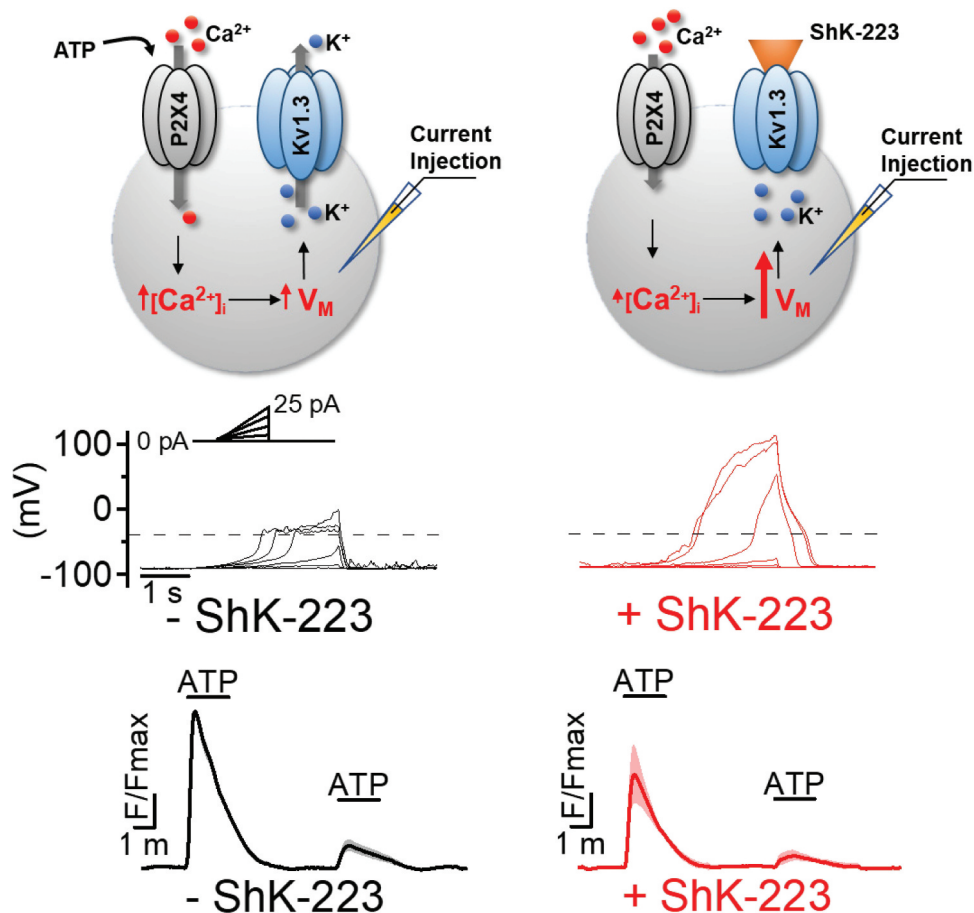 ATP
Ca²⁺
K⁺
P2X4
Kv1.3
Current
Injection
K⁺
[Ca²⁺]ᵢ
V_M
Ca²⁺
ShK-223
P2X4
Kv1.3
Current
Injection
K⁺
[Ca²⁺]ᵢ
V_M
(mV)
100
0
-100
0 pA
25 pA
1 s
- ShK-223
+ ShK-223
ATP
ATP
F/Fmax
1 m
- ShK-223
ATP
ATP
F/Fmax
1 m
+ ShK-223